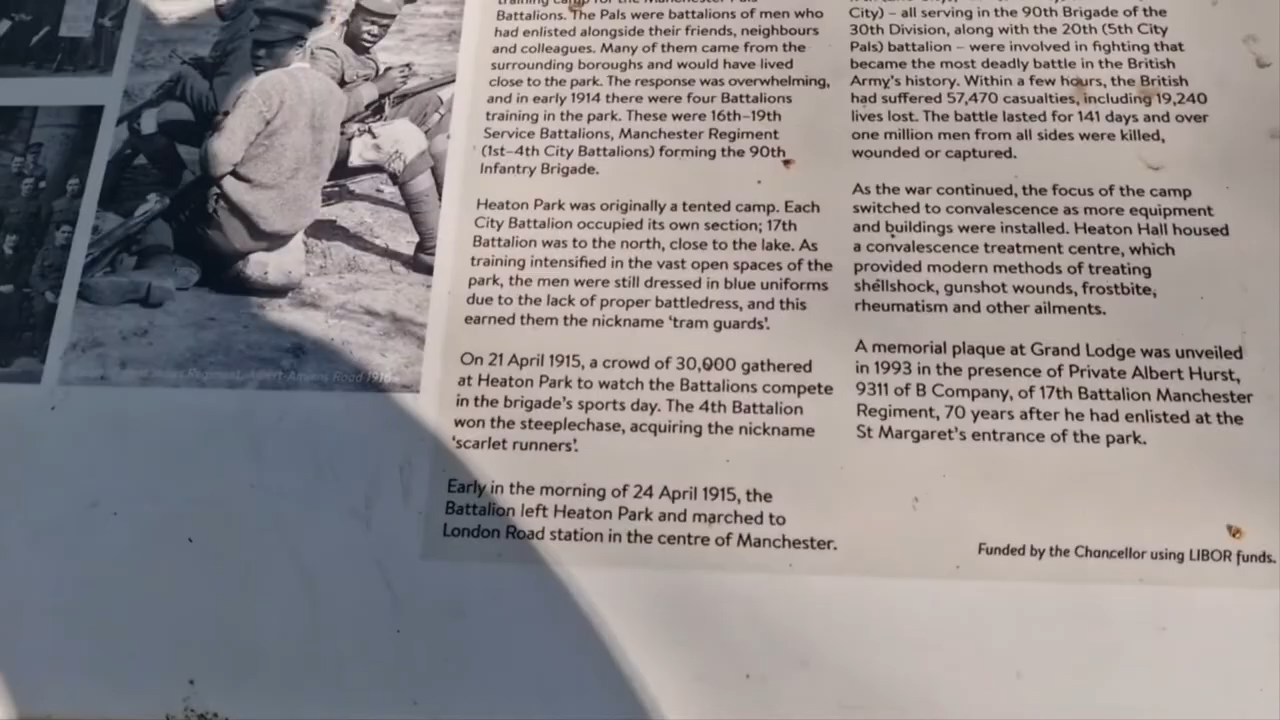 training camp for the Manchester Pals
Battalions. The Pals were battalions of men who
had enlisted alongside their friends, neighbours
and colleagues. Many of them came from the
surrounding boroughs and would have lived
close to the park. The response was overwhelming,
and in early 1914 there were four Battalions
training in the park. These were 16th–19th
Service Battalions, Manchester Regiment
(1st–4th City Battalions) forming the 90th
Infantry Brigade.
Heaton Park was originally a tented camp. Each
City Battalion occupied its own section; 17th
Battalion was to the north, close to the lake. As
training intensified in the vast open spaces of the
park, the men were still dressed in blue uniforms
due to the lack of proper battledress, and this
earned them the nickname ‘tram guards’.
On 21 April 1915, a crowd of 30,000 gathered
at Heaton Park to watch the Battalions compete
in the brigade’s sports day. The 4th Battalion
won the steeplechase, acquiring the nickname
‘scarlet runners’.
Early in the morning of 24 April 1915, the
Battalion left Heaton Park and marched to
London Road station in the centre of Manchester.
City) – all serving in the 90th Brigade of the
30th Division, along with the 20th (5th City
Pals) battalion – were involved in fighting that
became the most deadly battle in the British
Army’s history. Within a few hours, the British
had suffered 57,470 casualties, including 19,240
lives lost. The battle lasted for 141 days and over
one million men from all sides were killed,
wounded or captured.
As the war continued, the focus of the camp
switched to convalescence as more equipment
and buildings were installed. Heaton Hall housed
a convalescence treatment centre, which
provided modern methods of treating
shellshock, gunshot wounds, frostbite,
rheumatism and other ailments.
A memorial plaque at Grand Lodge was unveiled
in 1993 in the presence of Private Albert Hurst,
9311 of B Company, of 17th Battalion Manchester
Regiment, 70 years after he had enlisted at the
St Margaret’s entrance of the park.
Funded by the Chancellor using LIBOR funds.
Regiment, Albert-Amiens Road 1916